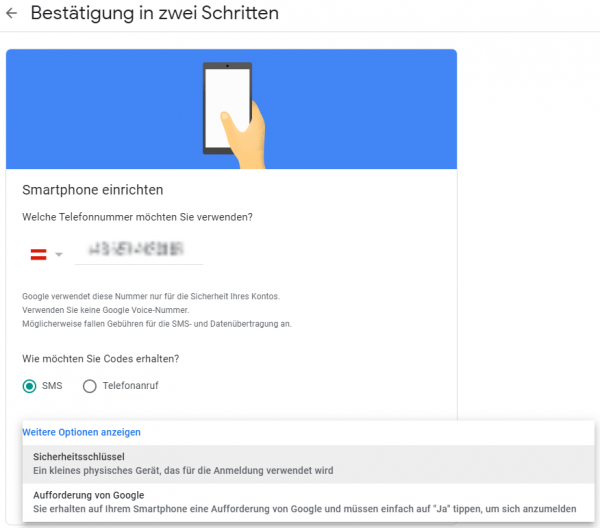 Bestätigung in zwei Schritten
Smartphone einrichten
Welche Telefonnummer möchten Sie verwenden?
Google verwendet diese Nummer nur für die Sicherheit Ihres Kontos.
Verwenden Sie keine Google Voice-Nummer.
Möglicherweise fallen Gebühren für die SMS- und Datenübertragung an.
Wie möchten Sie Codes erhalten?
SMS Telefonanruf
Weitere Optionen anzeigen
Sicherheitsschlüssel
Ein kleines physisches Gerät, das für die Anmeldung verwendet wird
Aufforderung von Google
Sie erhalten auf Ihrem Smartphone eine Aufforderung von Google und müssen einfach auf "Ja" tippen, um sich anzumelden